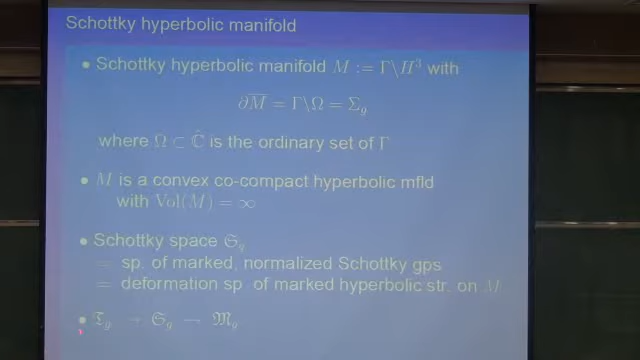 Schottky hyperbolic manifold
• Schottky hyperbolic manifold M := Γ\H³ with
∂M̅ = Γ\Ω = Σ_g
where Ω ⊂ Ĉ is the ordinary set of Γ
• M is a convex co-compact hyperbolic mfld
with Vol(M) = ∞
• Schottky space 𝔖_g
= sp. of marked, normalized Schottky gps
= deformation sp. of marked hyperbolic str. on M
• 𝔗_g → 𝔖_g → 𝔐_g